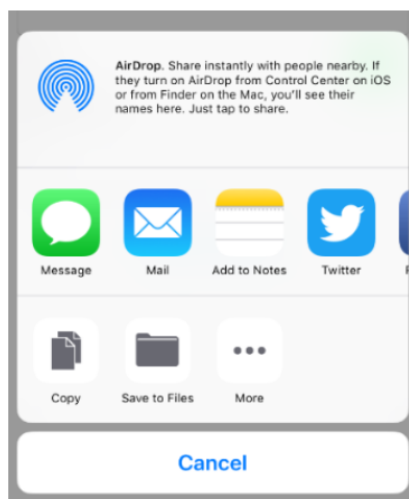 AirDrop. Share instantly with people nearby. If
they turn on AirDrop from Control Center on iOS
or from Finder on the Mac, you'll see their
names here. Just tap to share.
Message Mail Add to Notes Twitter
Copy Save to Files More
Cancel